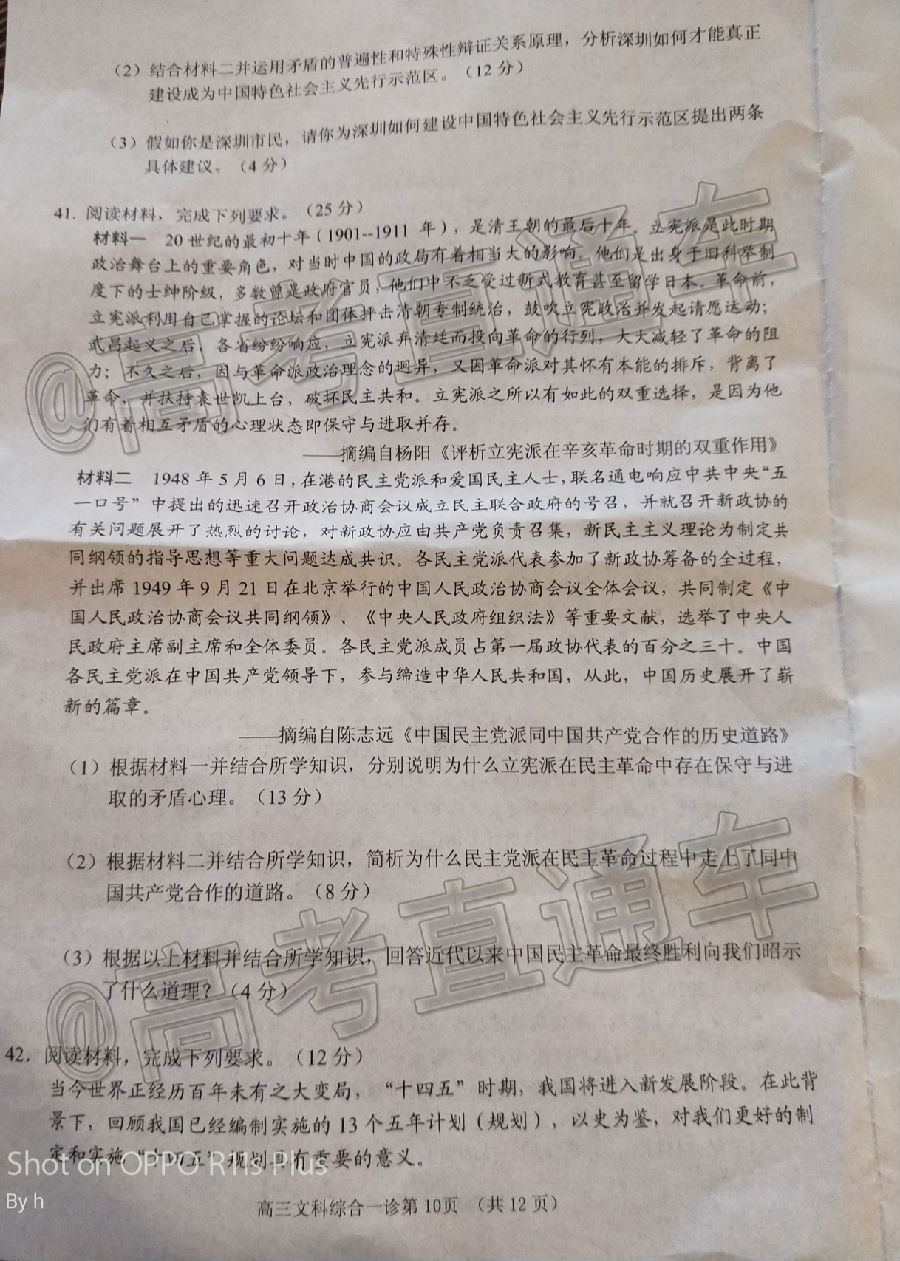 （2）结合材料二并运用矛盾的普遍性和特殊性辩证关系原理，分析深圳如何才能真正
建设成为中国特色社会主义先行示范区。（12分）
（3）假如你是深圳市民，请你为深圳如何建设中国特色社会主义先行示范区提出两条
具体建议。（4分）
41. 阅读材料，完成下列要求。（25分）
材料一 20世纪的最初十年（1901--1911年），是清王朝的最后十年。立宪派是此时期
政治舞台上的重要角色，对当时中国的政局有着相当大的影响。他们是出身于旧科举制
度下的士绅阶级，多数曾是政府官员，他们中不乏受过新式教育甚至留学日本。革命前，
立宪派利用自己掌握的论坛和团体抨击清朝专制统治，鼓吹立宪政治并发起请愿运动；
武昌起义之后，各省纷纷响应，立宪派弃清廷而投向革命的行列，大大减轻了革命的阻
力；不久之后，因与革命派政治理念的迥异，又因革命派对其怀有本能的排斥，背离了
革命，并扶持袁世凯上台，破坏民主共和。立宪派之所以有如此的双重选择，是因为他
们有着相互矛盾的心理状态即保守与进取并存。
——摘编自杨阳《评析立宪派在辛亥革命时期的双重作用》
材料二 1948年5月6日，在港的民主党派和爱国民主人士，联名通电响应中共中央“五
一口号”中提出的迅速召开政治协商会议成立民主联合政府的号召，并就召开新政协的
有关问题展开了热烈的讨论，对新政协应由共产党负责召集，新民主主义理论为制定共
同纲领的指导思想等重大问题达成共识。各民主党派代表参加了新政协筹备的全过程，
并出席1949年9月21日在北京举行的中国人民政治协商会议全体会议，共同制定《中
国人民政治协商会议共同纲领》、《中央人民政府组织法》等重要文献，选举了中央人
民政府主席副主席和全体委员。各民主党派成员占第一届政协代表的百分之三十。中国
各民主党派在中国共产党领导下，参与缔造中华人民共和国，从此，中国历史展开了崭
新的篇章。
——摘编自陈志远《中国民主党派同中国共产党合作的历史道路》
（1）根据材料一并结合所学知识，分别说明为什么立宪派在民主革命中存在保守与进
取的矛盾心理。（13分）
（2）根据材料二并结合所学知识，简析为什么民主党派在民主革命过程中走上了同中
国共产党合作的道路。（8分）
（3）根据以上材料并结合所学知识，回答近代以来中国民主革命最终胜利向我们昭示
了什么道理？（4分）
42. 阅读材料，完成下列要求。（12分）
当今世界正经历百年未有之大变局，“十四五”时期，我国将进入新发展阶段。在此背
景下，回顾我国已经编制实施的13个五年计划（规划），以史为鉴，对我们更好的制
定和实施“十四五”规划具有重要的意义。
高三文科综合一诊第10页 （共12页）
@高考直通车
@高考直通车
Shot on OPPO R11s Plus
By h